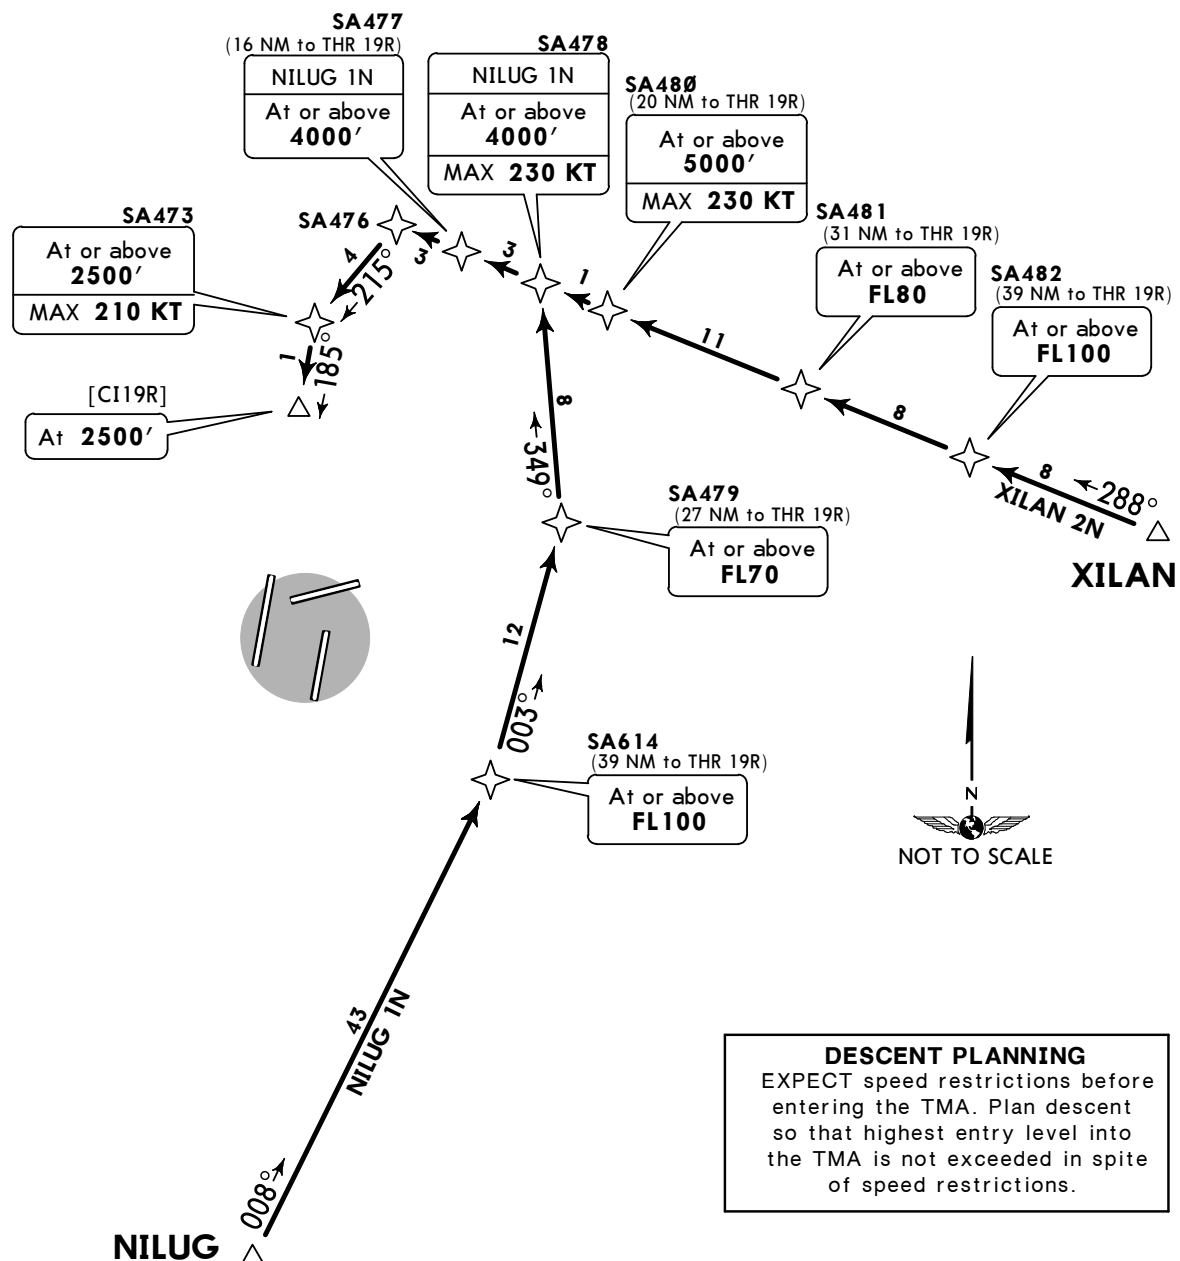 SA477
(16 NM to THR 19R)
NILUG 1N
At or above
4000′
SA478
NILUG 1N
At or above
4000′
MAX 230 KT
SA48Ø
(20 NM to THR 19R)
At or above
5000′
MAX 230 KT
SA481
(31 NM to THR 19R)
At or above
FL80
SA482
(39 NM to THR 19R)
At or above
FL100
SA473
At or above
2500′
MAX 210 KT
SA476
4
215°
3
3
1
11
8
8
288°
XILAN 2N
XILAN
1
185°
[CI19R]
At 2500′
8
349°
SA479
(27 NM to THR 19R)
At or above
FL70
12
003°
SA614
(39 NM to THR 19R)
At or above
FL100
N
NOT TO SCALE
43
NILUG 1N
008°
NILUG
DESCENT PLANNING
EXPECT speed restrictions before
entering the TMA. Plan descent
so that highest entry level into
the TMA is not exceeded in spite
of speed restrictions.